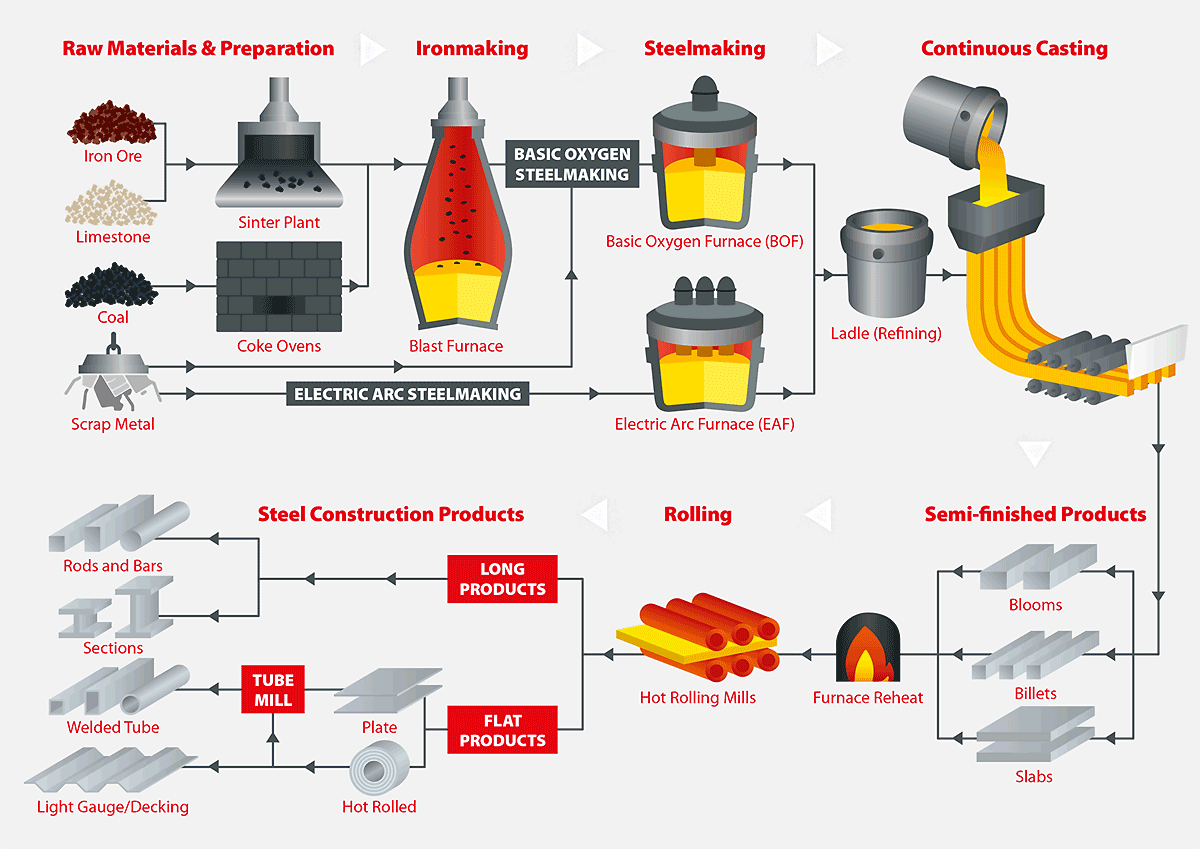 Raw Materials & Preparation
Ironmaking
Steelmaking
Continuous Casting
Iron Ore
Limestone
Coal
Scrap Metal
Sinter Plant
Coke Ovens
Blast Furnace
BASIC OXYGEN
STEELMAKING
ELECTRIC ARC STEELMAKING
Basic Oxygen Furnace (BOF)
Electric Arc Furnace (EAF)
Ladle (Refining)
Steel Construction Products
Rolling
Semi-finished Products
Blooms
Billets
Slabs
Furnace Reheat
Hot Rolling Mills
LONG
PRODUCTS
FLAT
PRODUCTS
Rods and Bars
Sections
TUBE
MILL
Plate
Welded Tube
Hot Rolled
Light Gauge/Decking